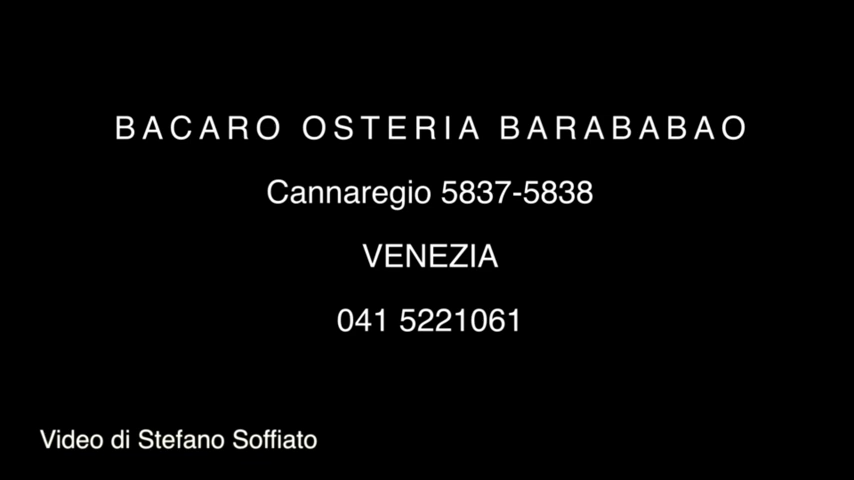 BACARO OSTERIA BARABABAO
Cannaregio 5837-5838
VENEZIA
041 5221061
Video di Stefano Soffiato